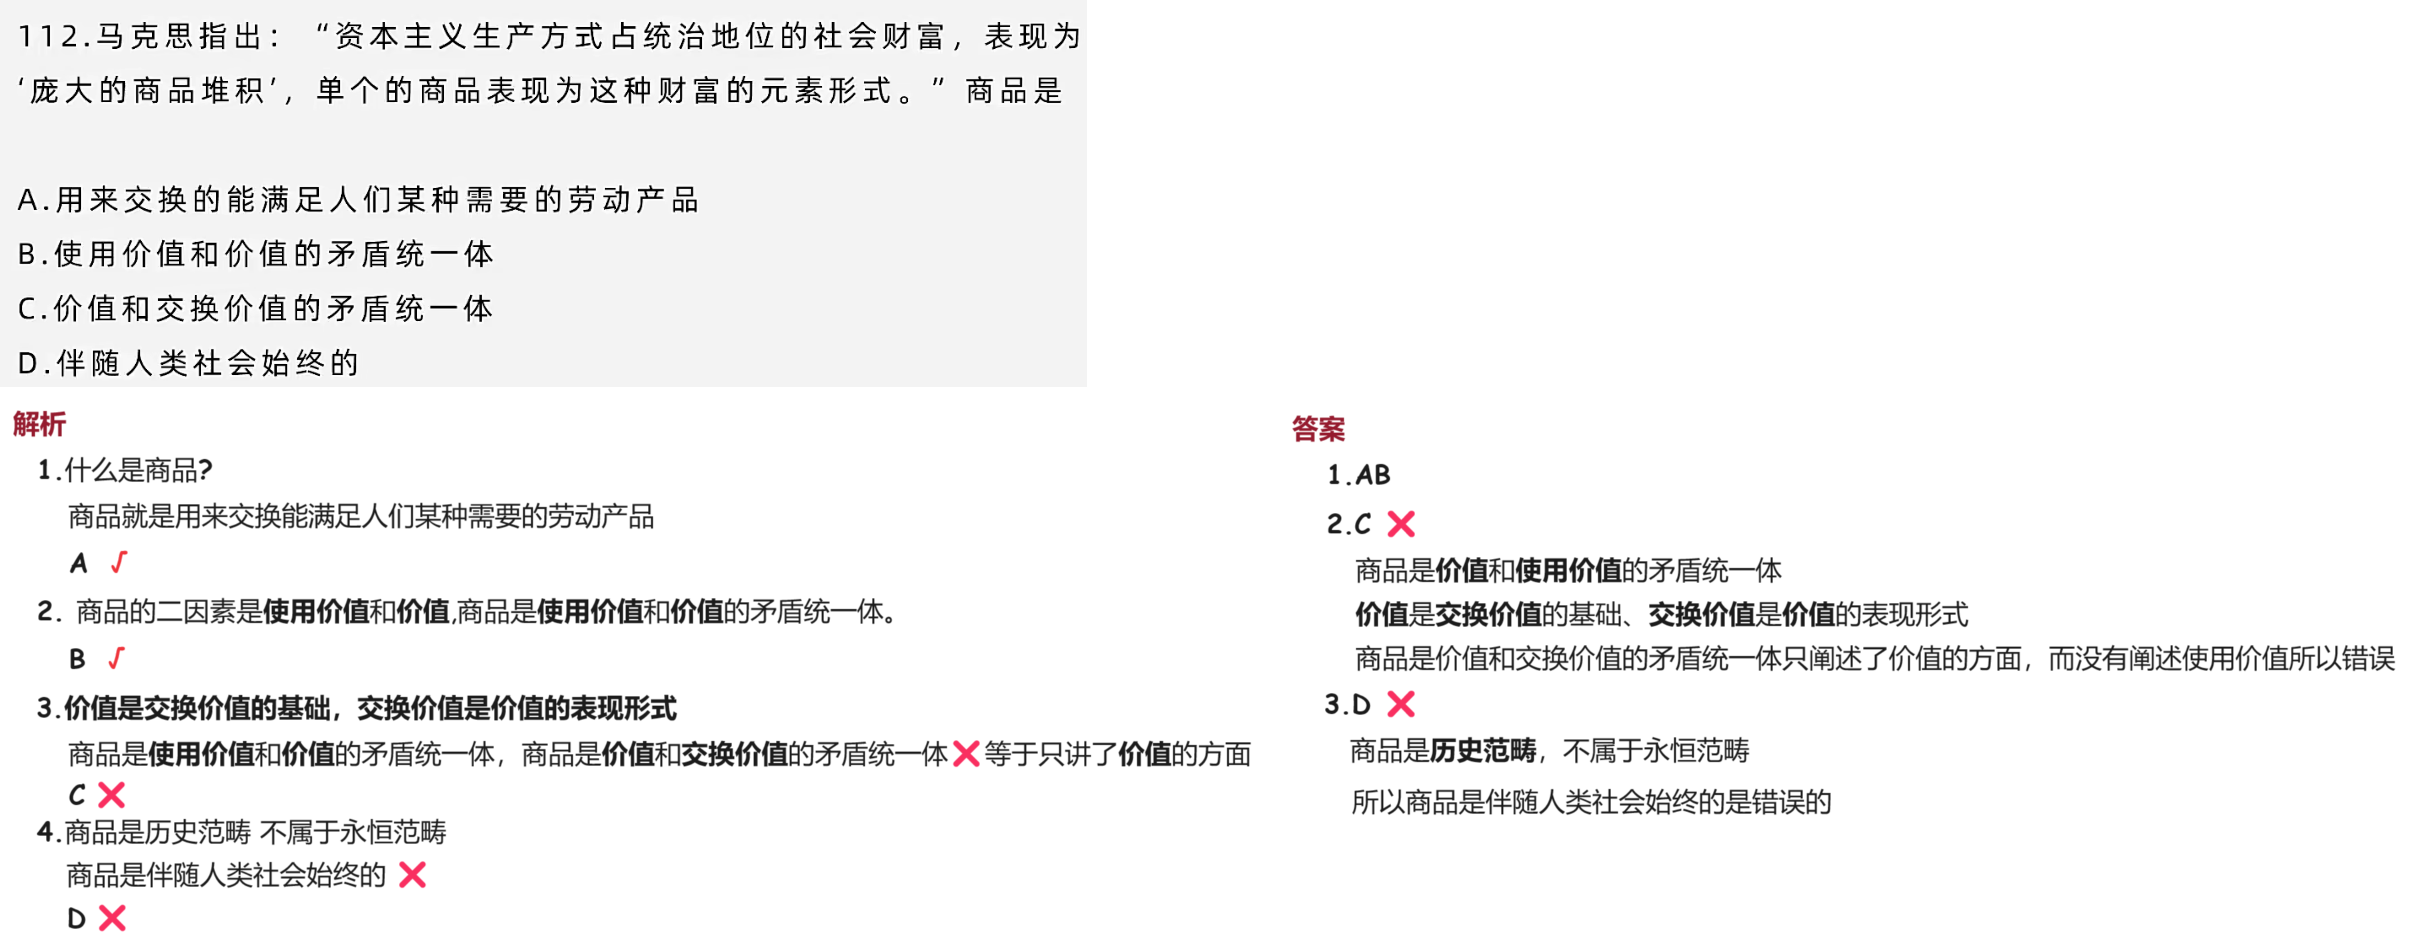 112.马克思指出：“资本主义生产方式占统治地位的社会财富，表现为
‘庞大的商品堆积’，单个的商品表现为这种财富的元素形式。”商品是
A.用来交换的能满足人们某种需要的劳动产品
B.使用价值和价值的矛盾统一体
C.价值和交换价值的矛盾统一体
D.伴随人类社会始终的
解析
1.什么是商品?
商品就是用来交换能满足人们某种需要的劳动产品
A √
2. 商品的二因素是使用价值和价值,商品是使用价值和价值的矛盾统一体。
B √
3.价值是交换价值的基础，交换价值是价值的表现形式
商品是使用价值和价值的矛盾统一体，商品是价值和交换价值的矛盾统一体❌等于只讲了价值的方面
C ❌
4.商品是历史范畴 不属于永恒范畴
商品是伴随人类社会始终的 ❌
D ❌
答案
1.AB
2.C ❌
商品是价值和使用价值的矛盾统一体
价值是交换价值的基础、交换价值是价值的表现形式
商品是价值和交换价值的矛盾统一体只阐述了价值的方面，而没有阐述使用价值所以错误
3.D ❌
商品是历史范畴，不属于永恒范畴
所以商品是伴随人类社会始终的是错误的